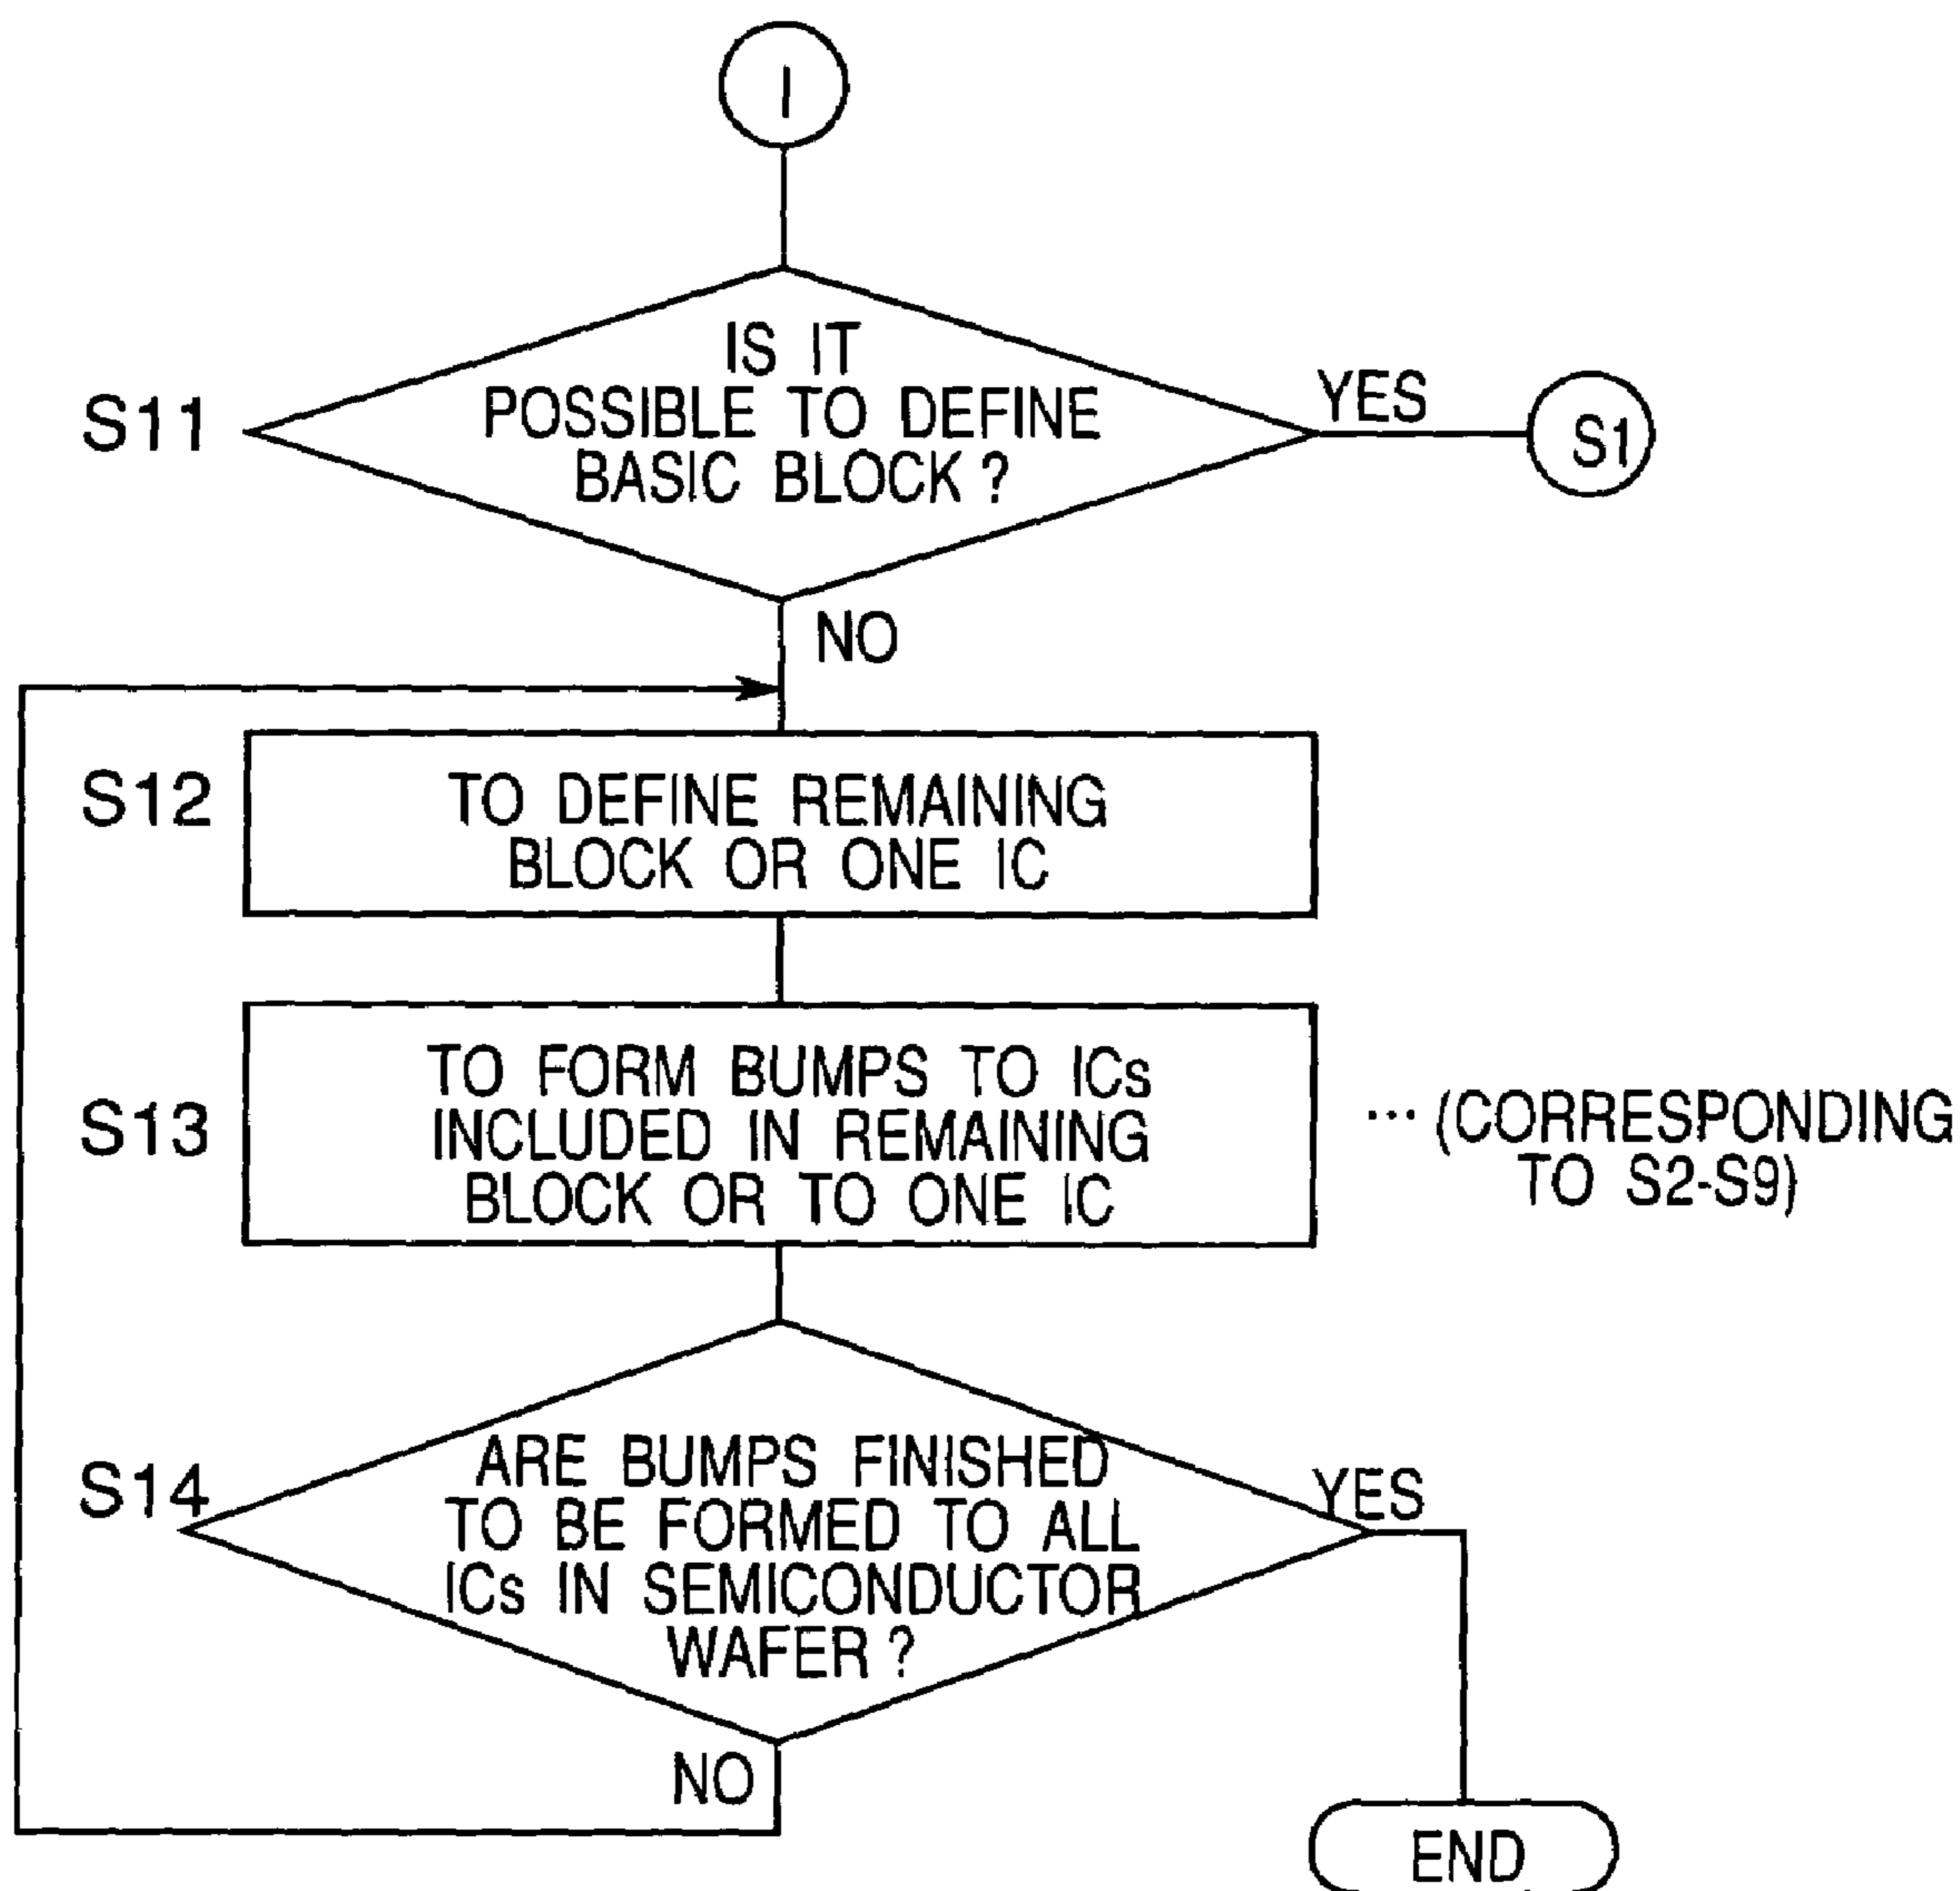 I
IS IT
POSSIBLE TO DEFINE
BASIC BLOCK ?
S11
YES
S1
NO
S12
TO DEFINE REMAINING
BLOCK OR ONE IC
S13
TO FORM BUMPS TO ICs
INCLUDED IN REMAINING
BLOCK OR TO ONE IC
... (CORRESPONDING
TO S2-S9)
S14
ARE BUMPS FINISHED
TO BE FORMED TO ALL
ICs IN SEMICONDUCTOR
WAFER ?
YES
NO
END